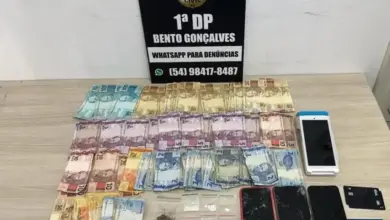 1ª DP
BENTO GONÇALVES
WHATSAPP PARA DENÚNCIAS
(54) 98417-8487